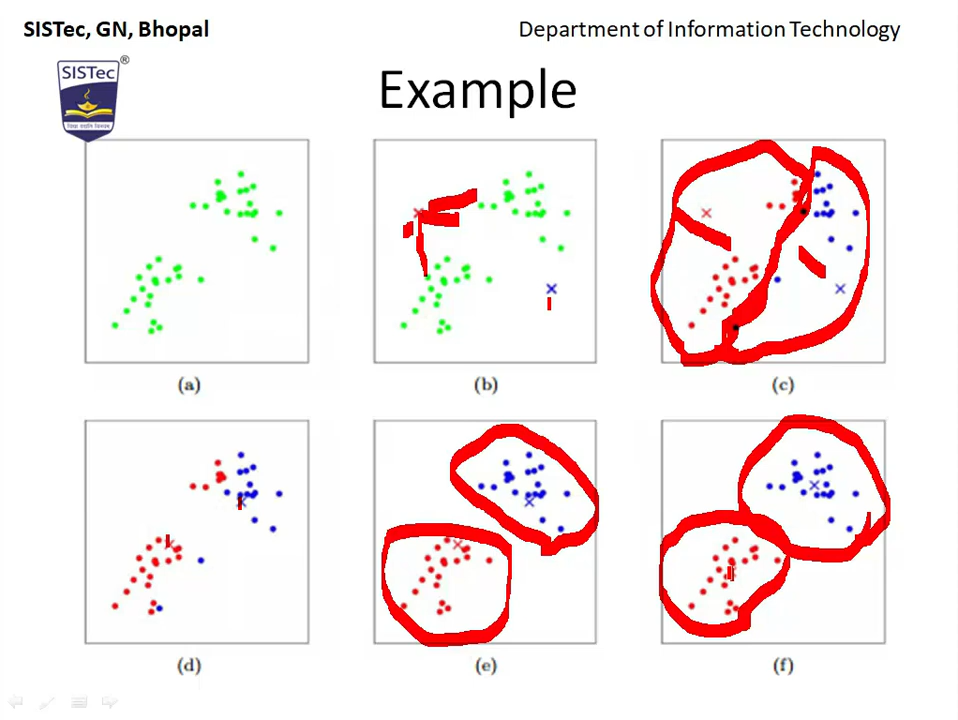 SISTec, GN, Bhopal
Department of Information Technology
SISTec
®
Example
(a)
(b)
(c)
(d)
(e)
(f)